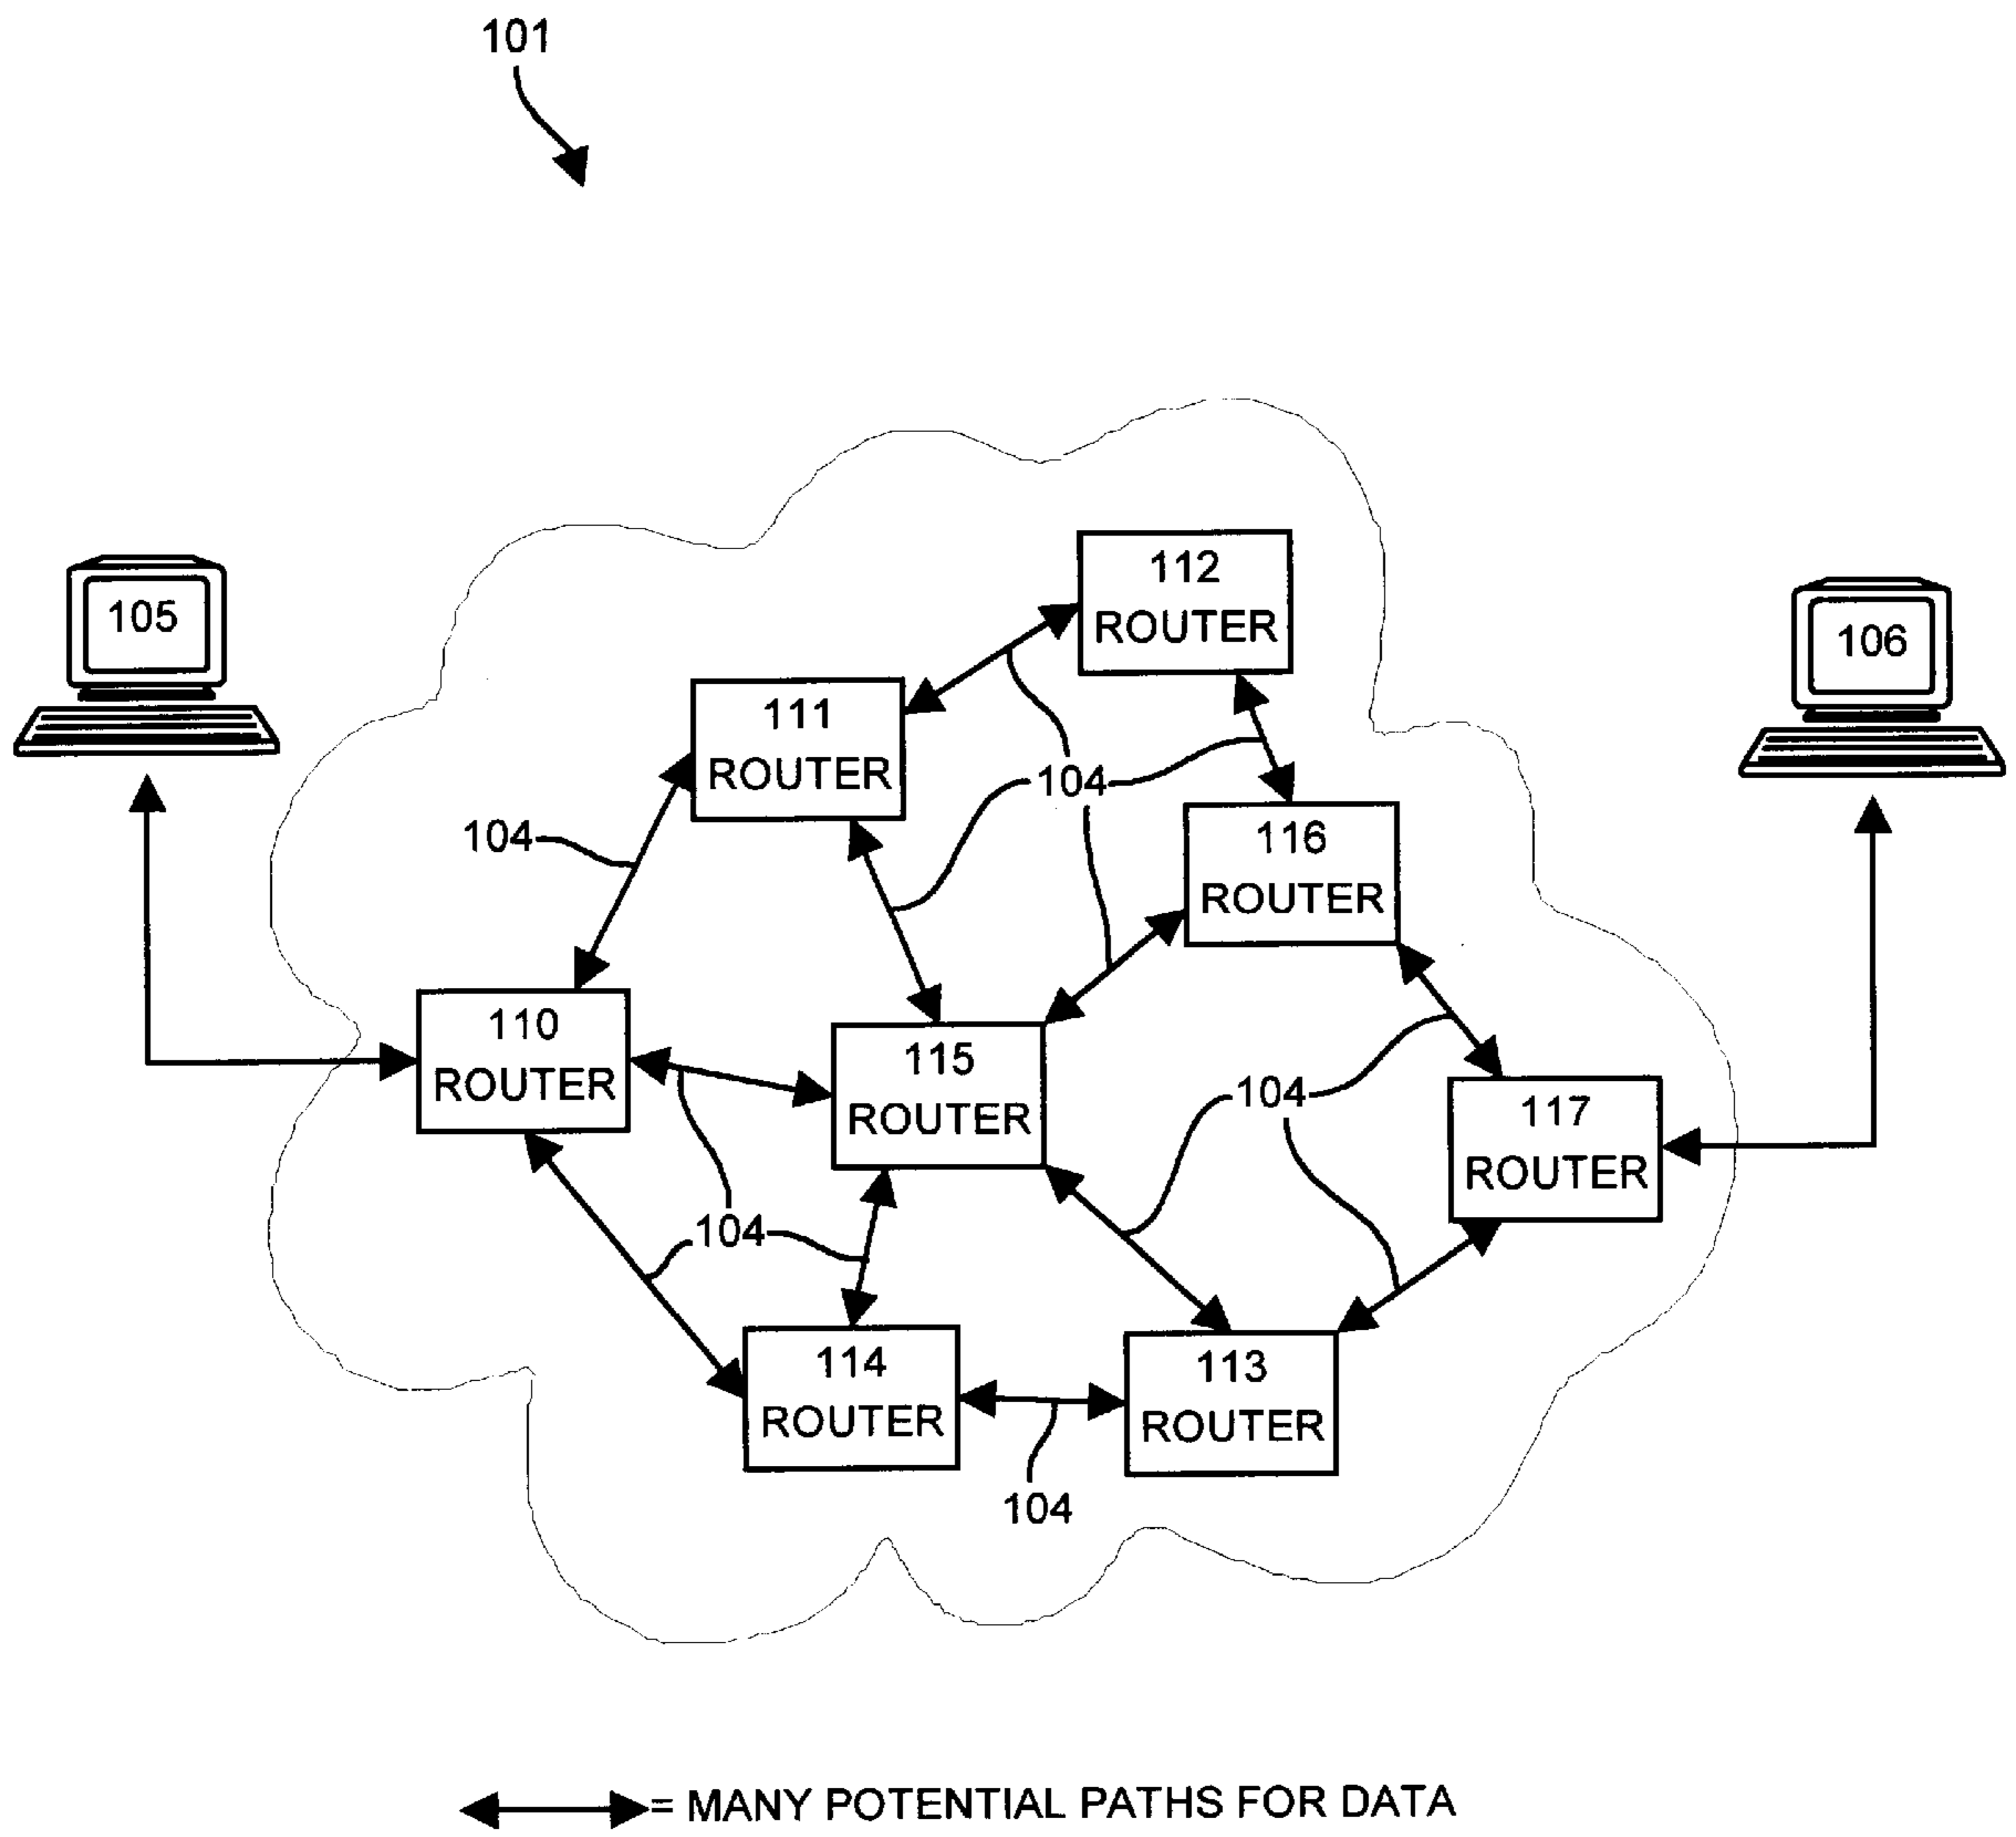 101
112
ROUTER
105
106
111
ROUTER
104
104
116
ROUTER
110
ROUTER
115
ROUTER
104
117
ROUTER
104
114
ROUTER
113
ROUTER
104
= MANY POTENTIAL PATHS FOR DATA